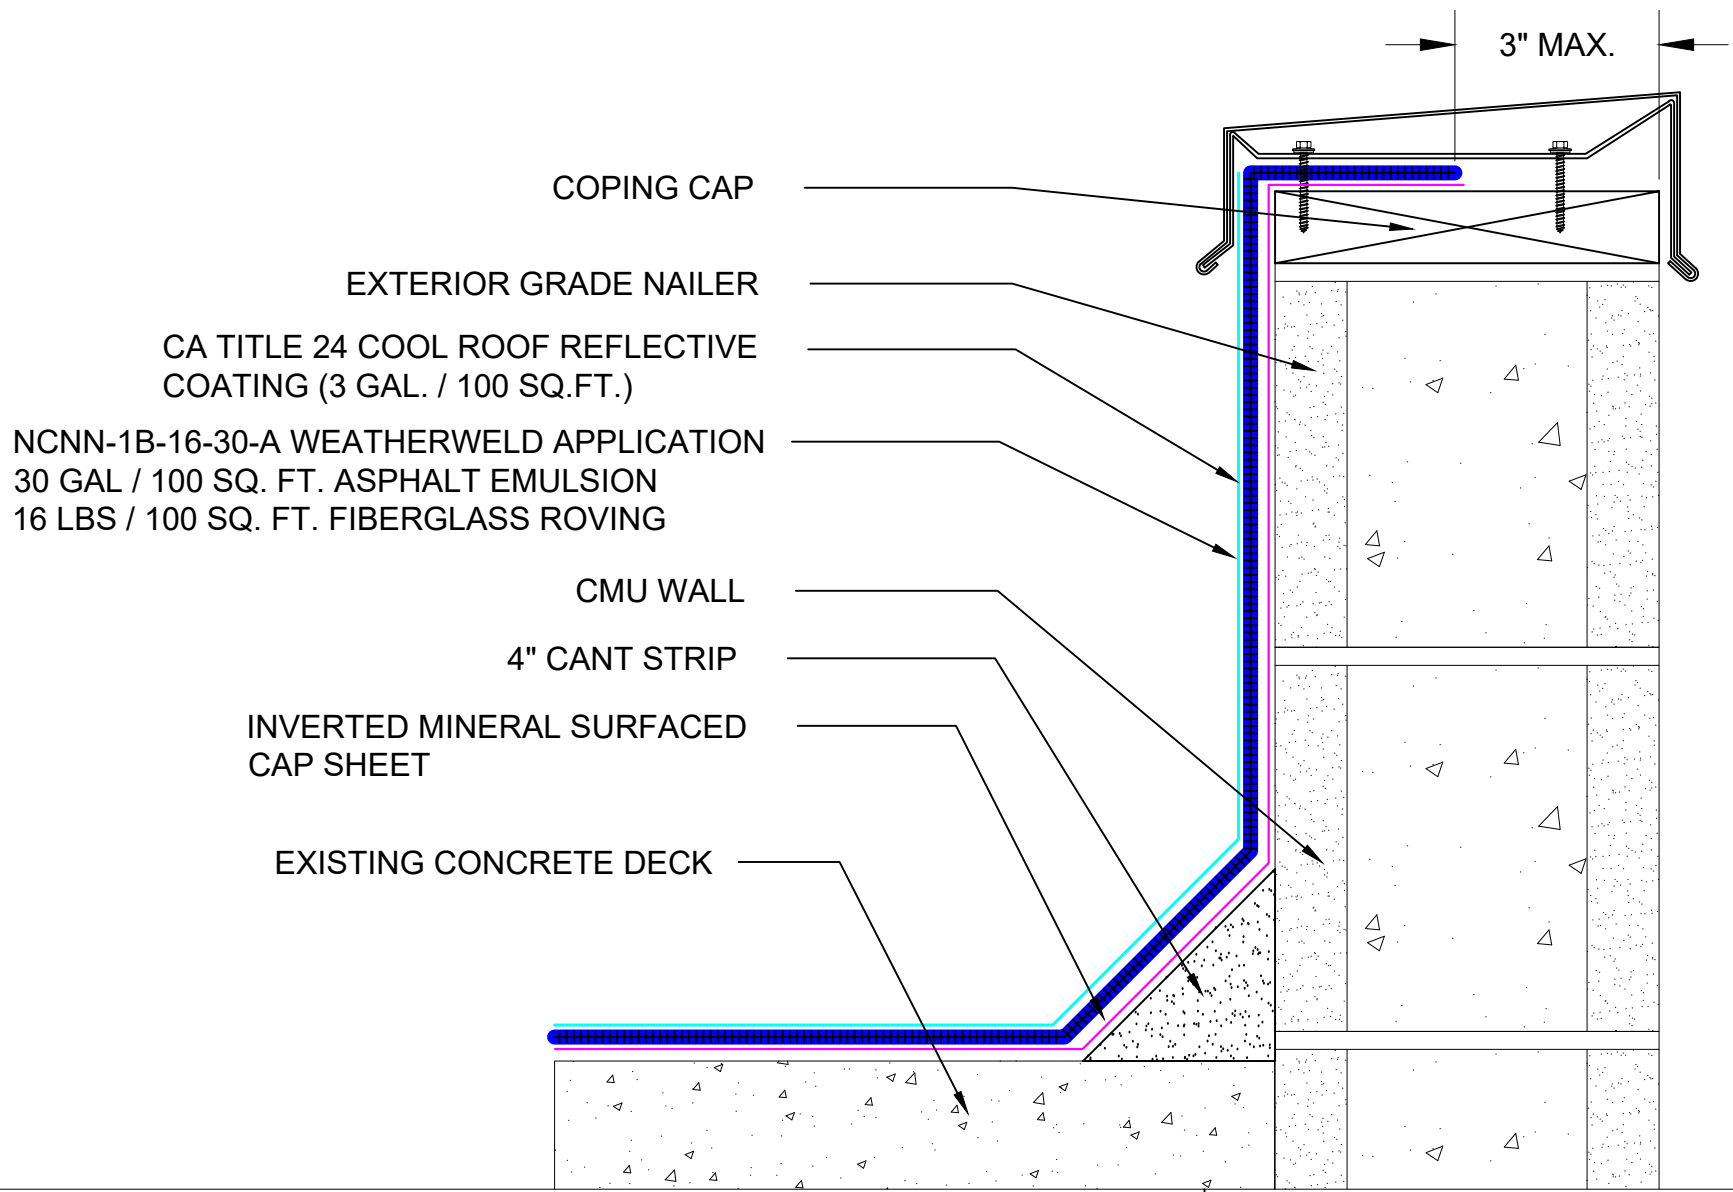 3" MAX.
COPING CAP
EXTERIOR GRADE NAILER
CA TITLE 24 COOL ROOF REFLECTIVE
COATING (3 GAL. / 100 SQ.FT.)
NCNN-1B-16-30-A WEATHERWELD APPLICATION
30 GAL / 100 SQ. FT. ASPHALT EMULSION
16 LBS / 100 SQ. FT. FIBERGLASS ROVING
CMU WALL
4" CANT STRIP
INVERTED MINERAL SURFACED
CAP SHEET
EXISTING CONCRETE DECK